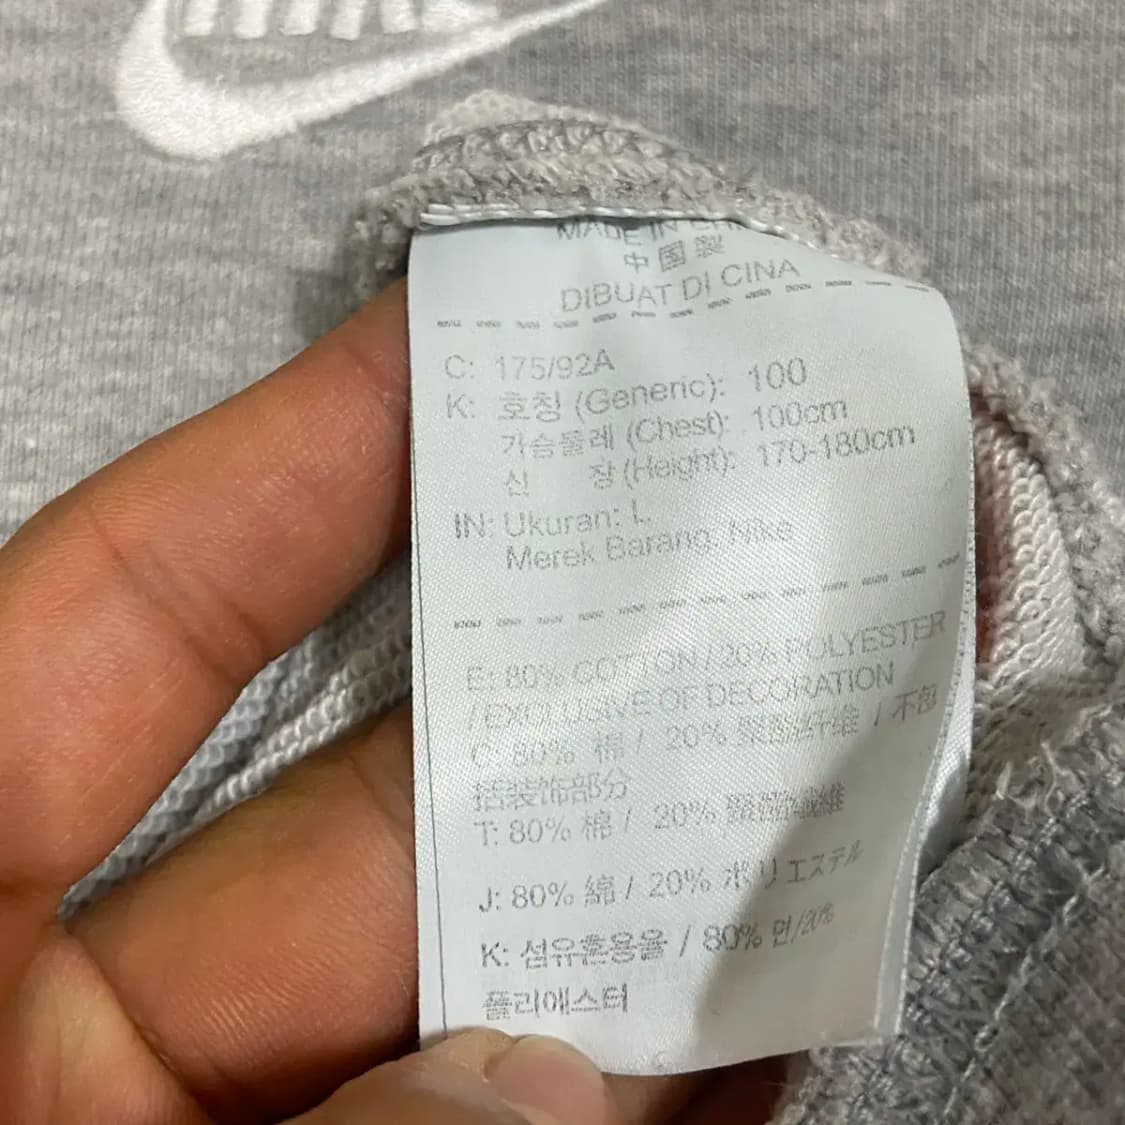 MADE IN
中国製
DIBUAT DI CINA
C: 175/92A
K: 호칭 (Generic): 100
가슴둘레 (Chest): 100cm
신 장 (Height): 170-180cm
IN: Ukuran: L
Merek Barang: Nike
E: 80% COTTON / 20% POLYESTER
/ EXCLUSIVE OF DECORATION
C: 80% 棉 / 20% 聚酯纤维 / 不包
括装饰部分
T: 80% 棉 / 20% 聚酯纖維
J: 80% 綿 / 20% ポリエステル
K: 섬유혼용율 / 80% 면/20%
폴리에스터